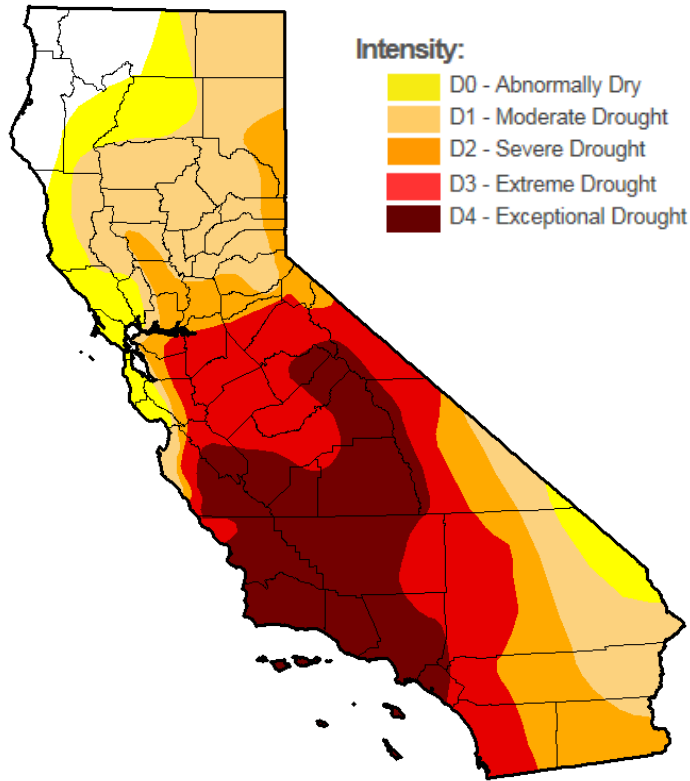 Intensity:
D0 - Abnormally Dry
D1 - Moderate Drought
D2 - Severe Drought
D3 - Extreme Drought
D4 - Exceptional Drought